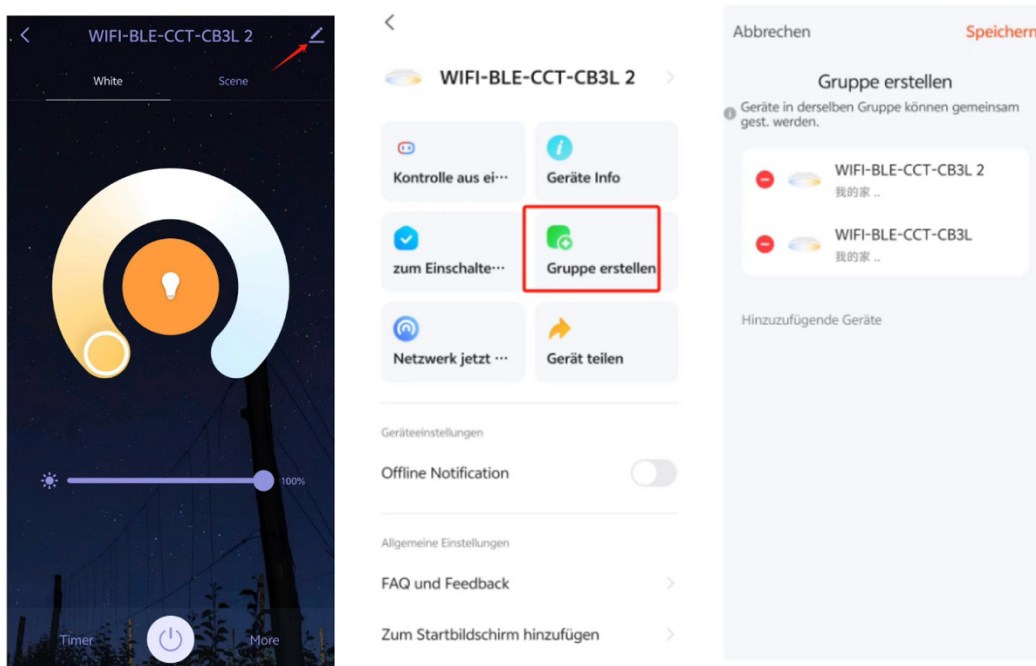 WIFI-BLE-CCT-CB3L 2
White
Scene
100%
Timer
More
WIFI-BLE-CCT-CB3L 2
Kontrolle aus ei···
Geräte Info
zum Einschalte···
Gruppe erstellen
Netzwerk jetzt ···
Gerät teilen
Geräteeinstellungen
Offline Notification
Allgemeine Einstellungen
FAQ und Feedback
Zum Startbildschirm hinzufügen
Abbrechen
Speichern
Gruppe erstellen
Geräte in derselben Gruppe können gemeinsam
gest. werden.
WIFI-BLE-CCT-CB3L 2
我的家 ..
WIFI-BLE-CCT-CB3L
我的家 ..
Hinzuzufügende Geräte